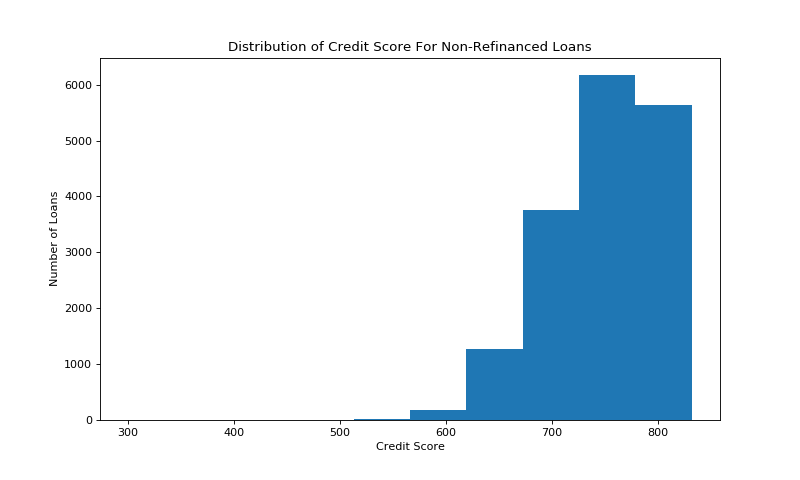 Distribution of Credit Score For Non-Refinanced Loans
6000
5000
4000
3000
2000
1000
0
Number of Loans
300 400 500 600 700 800
Credit Score